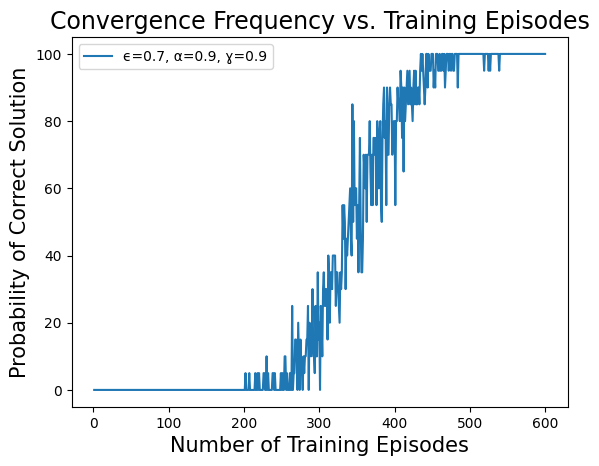 Convergence Frequency vs. Training Episodes
ϵ=0.7, α=0.9, ɣ=0.9
Probability of Correct Solution
100
80
60
40
20
0
0 100 200 300 400 500 600
Number of Training Episodes